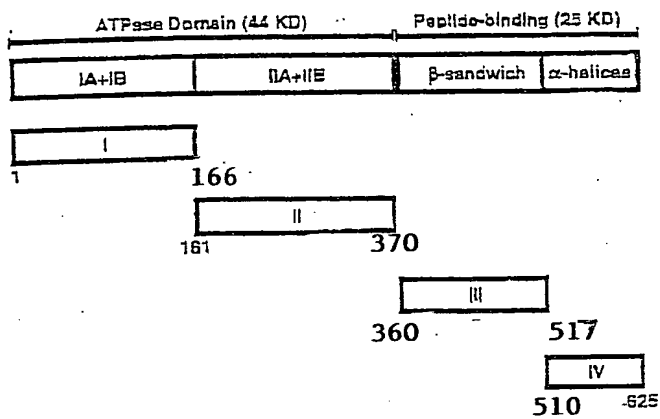 ATPase Domain (44 KD) Peptide-binding (25 KD)
IA+IB IIA+IIB β-sandwich α-helices
I
1 166
II
161 370
III
360 517
IV
510 -625